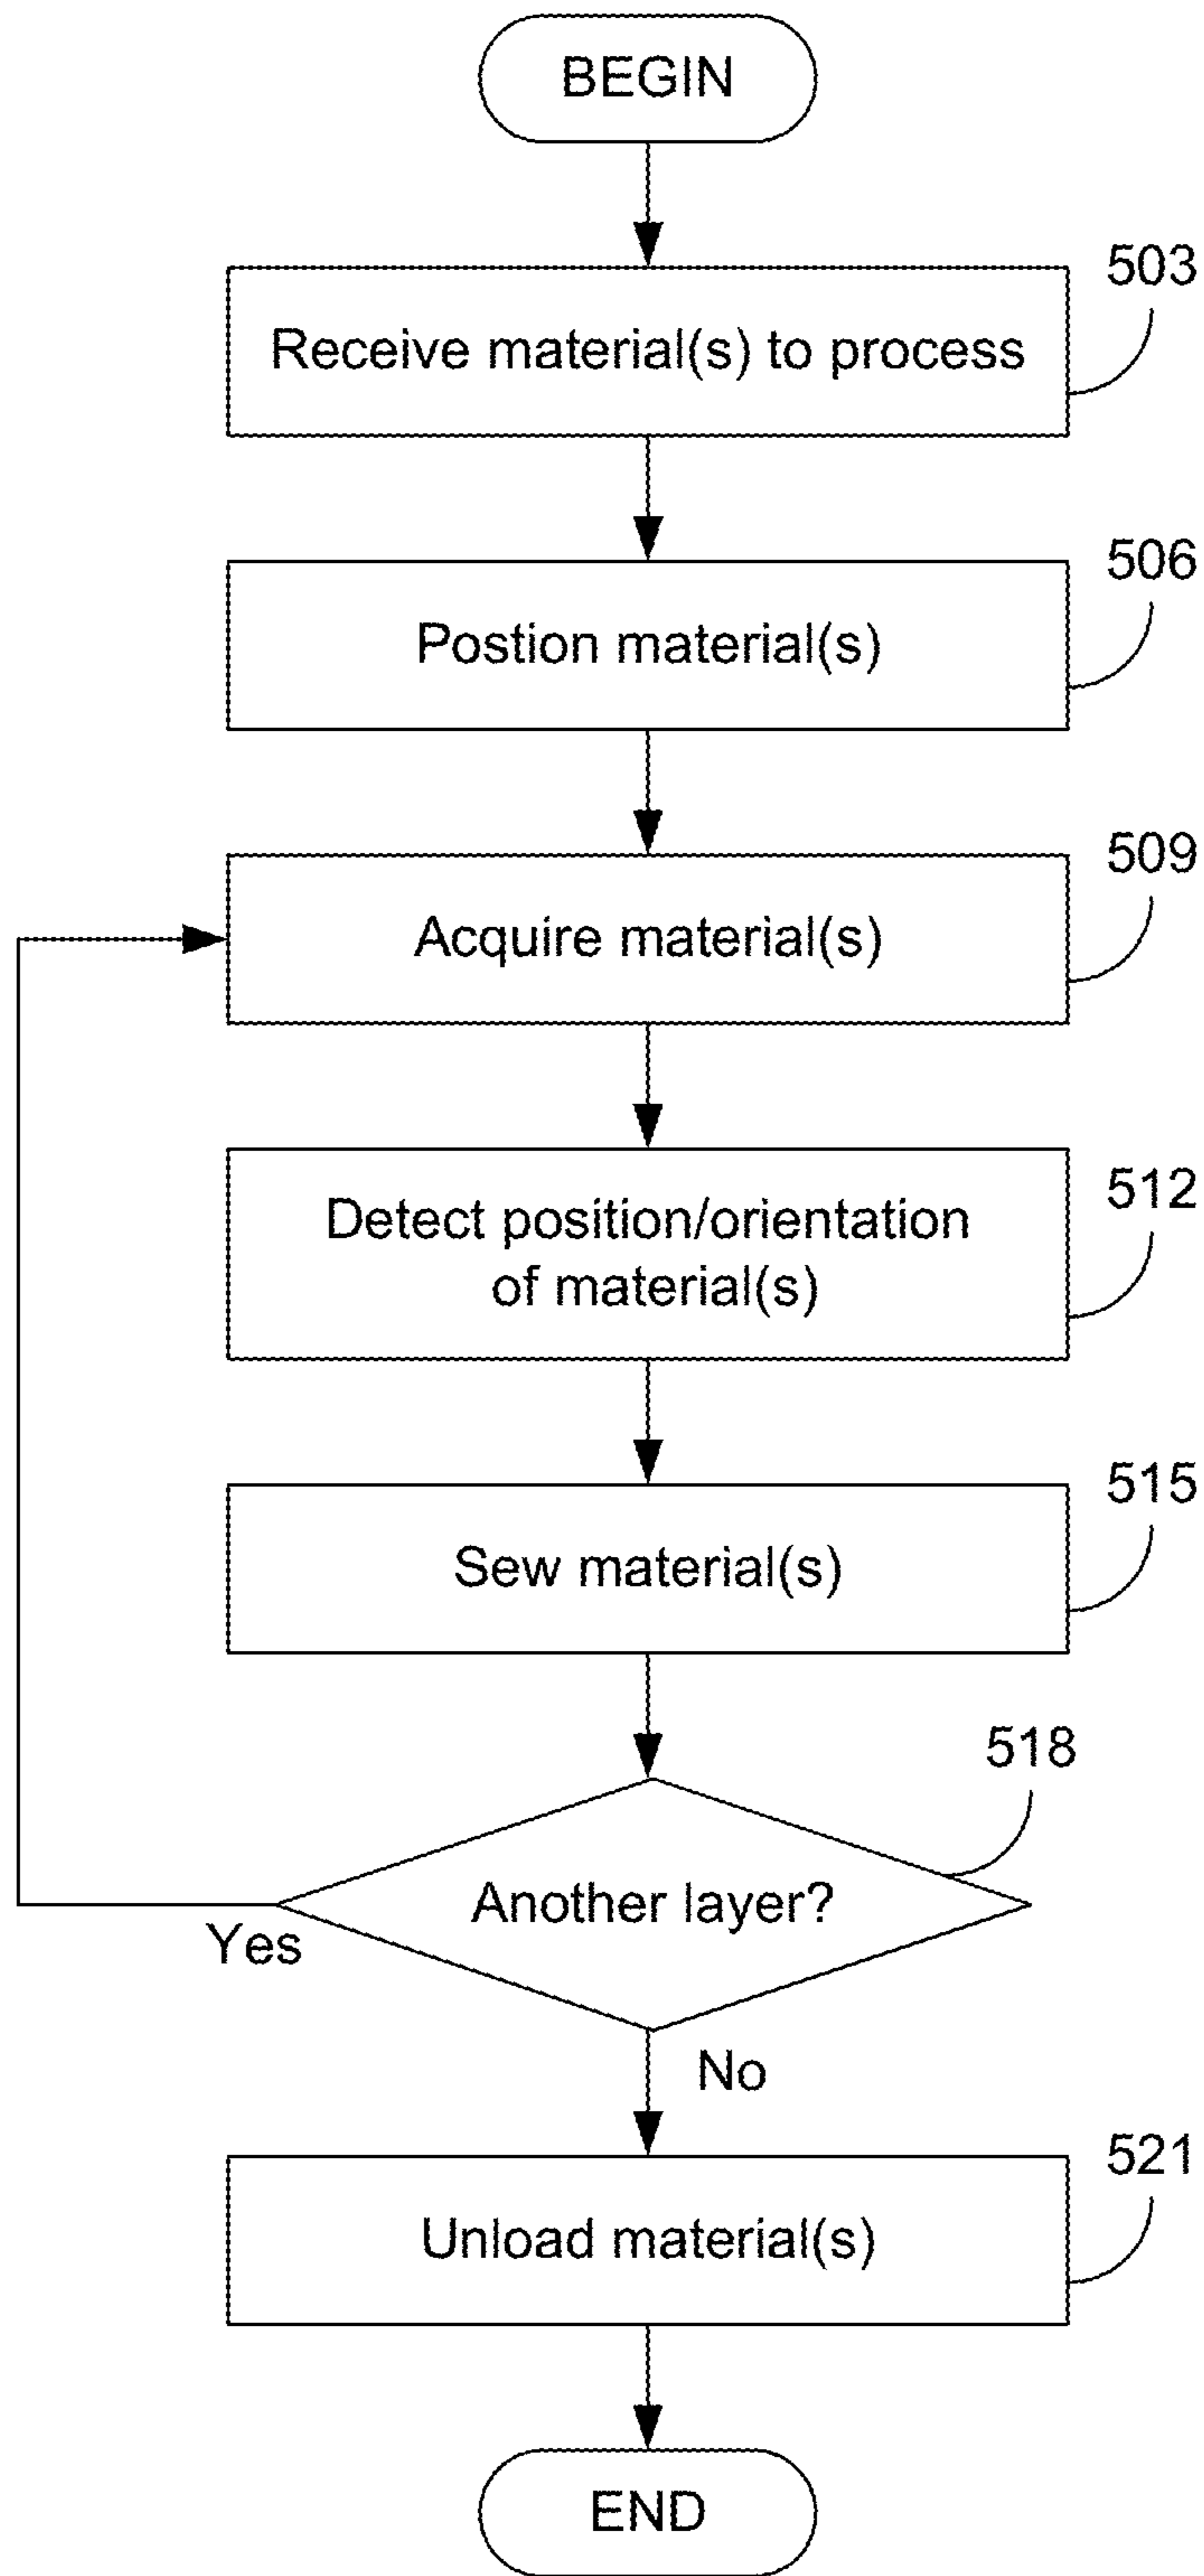 BEGIN
503
Receive material(s) to process
506
Postion material(s)
509
Acquire material(s)
512
Detect position/orientation
of material(s)
515
Sew material(s)
518
Another layer?
Yes
No
521
Unload material(s)
END